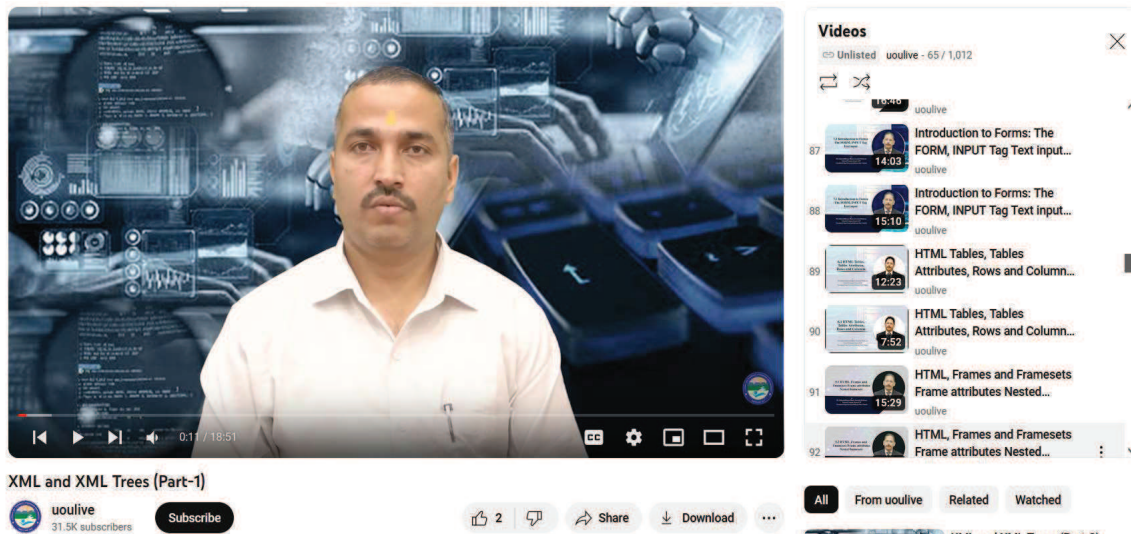 0:11 / 18:51
CC
XML and XML Trees (Part-1)
uoulive
31.5K subscribers
Subscribe
2
Share
Download
Videos
Unlisted uoulive - 65 / 1,012
16:46
uoulive
87
14:03
Introduction to Forms: The
FORM, INPUT Tag Text input...
uoulive
88
15:10
Introduction to Forms: The
FORM, INPUT Tag Text input...
uoulive
89
12:23
HTML Tables, Tables
Attributes, Rows and Column...
uoulive
90
7:52
HTML Tables, Tables
Attributes, Rows and Column...
uoulive
91
15:29
HTML, Frames and Framesets
Frame attributes Nested...
uoulive
92
HTML, Frames and Framesets
Frame attributes Nested...
All
From uoulive
Related
Watched